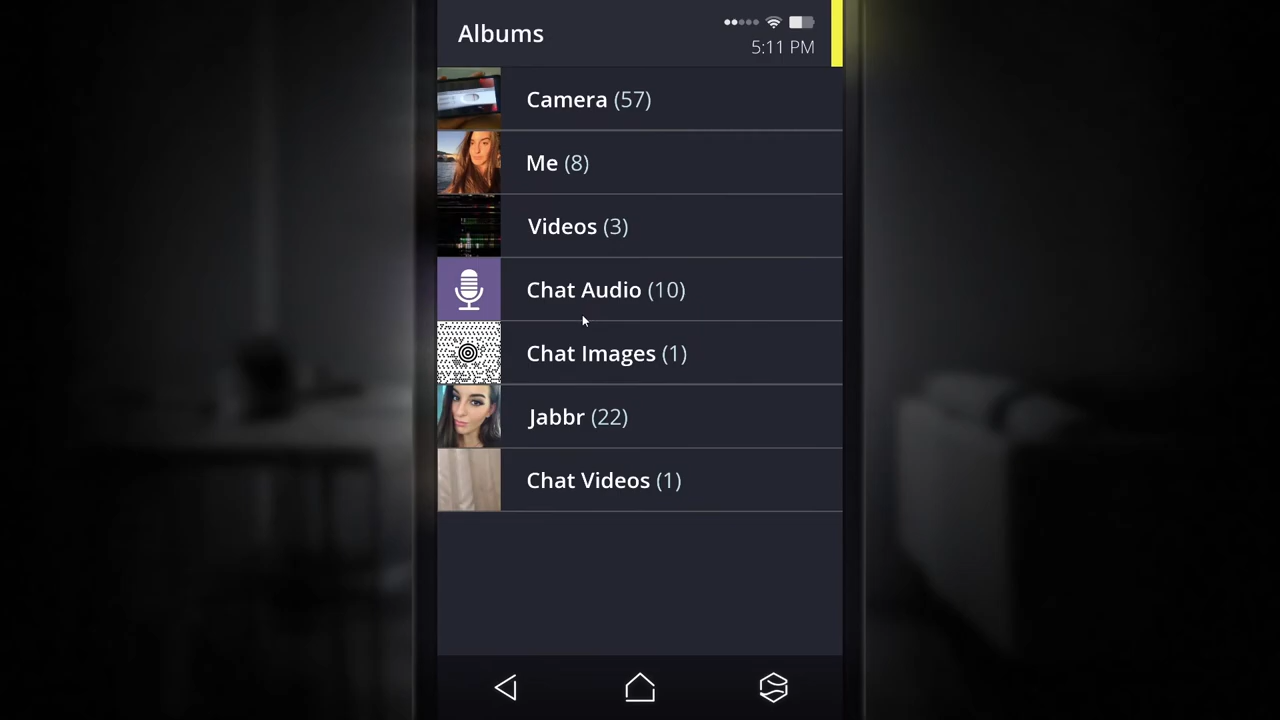 Albums
5:11 PM
Camera (57)
Me (8)
Videos (3)
Chat Audio (10)
Chat Images (1)
Jabbr (22)
Chat Videos (1)